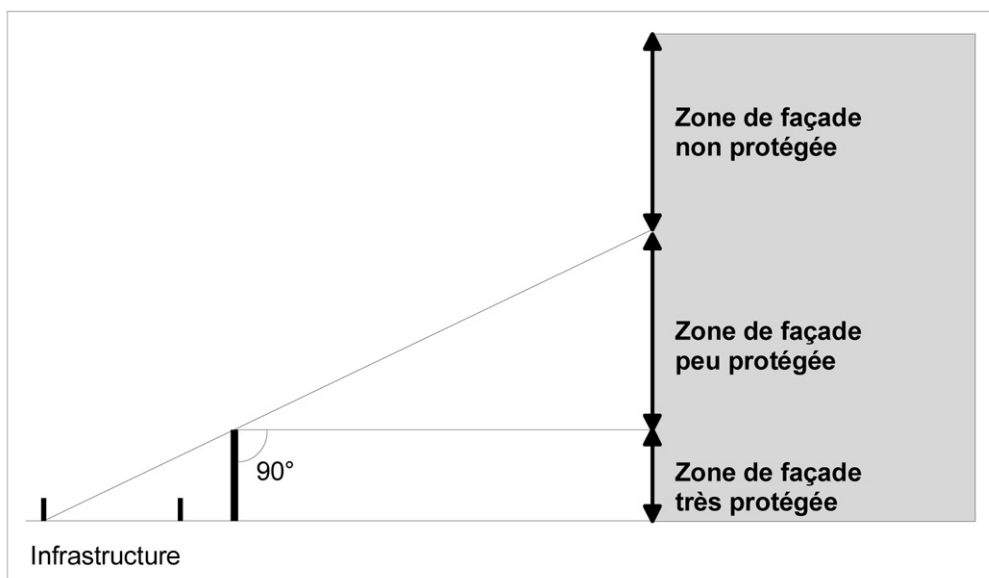 Zone de façade
non protégée
Zone de façade
peu protégée
90°
Zone de façade
très protégée
Infrastructure